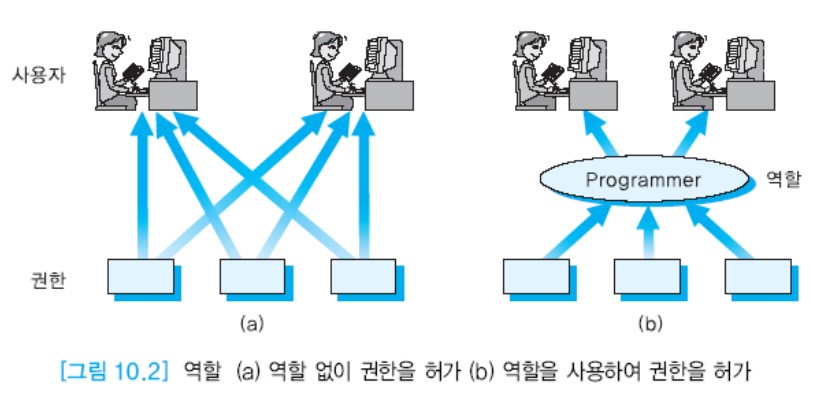 사용자
Programmer 역할
권한
(a) (b)
[그림 10.2] 역할 (a) 역할 없이 권한을 허가 (b) 역할을 사용하여 권한을 허가